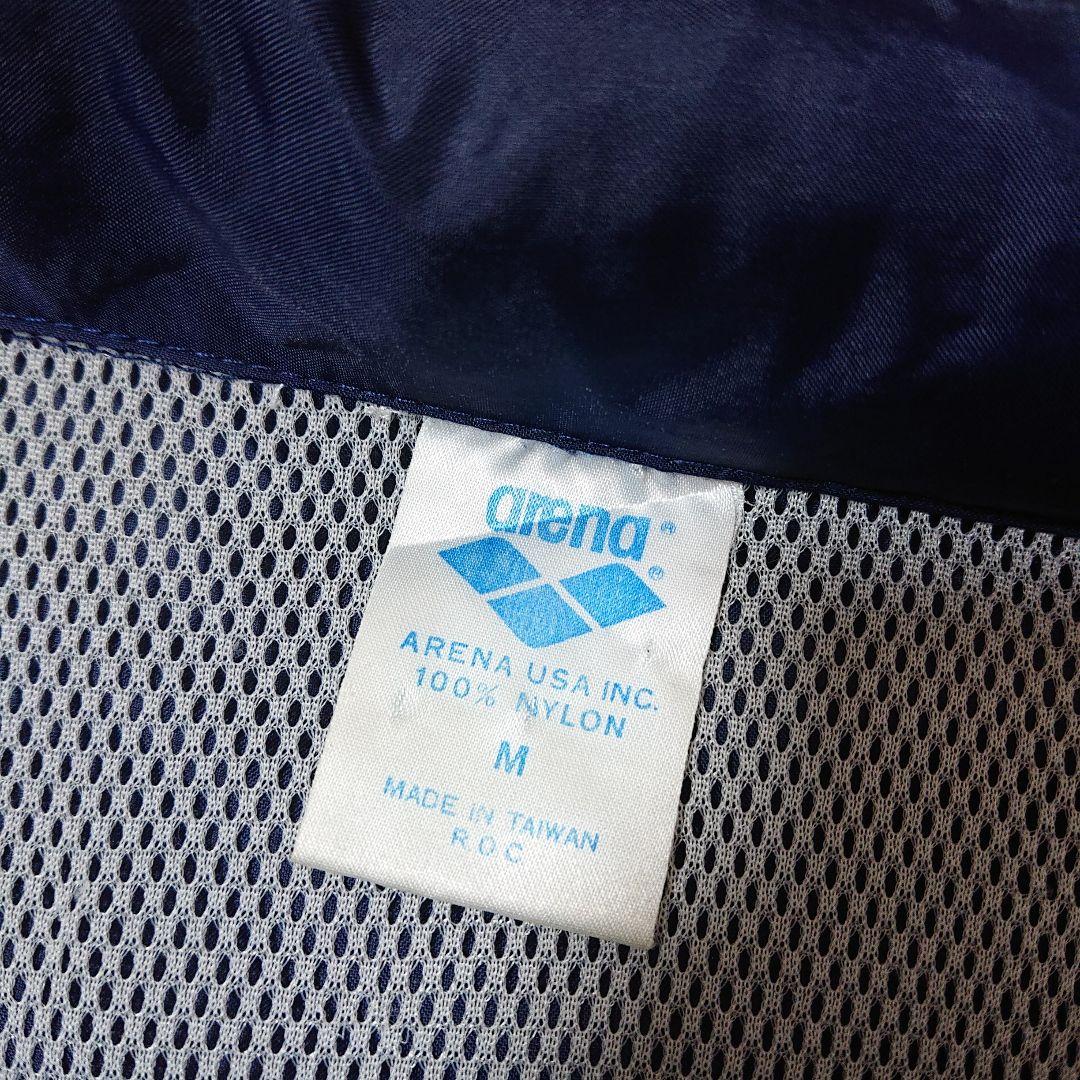 arena®
®
ARENA USA INC.
100% NYLON
M
MADE IN TAIWAN
R.O.C